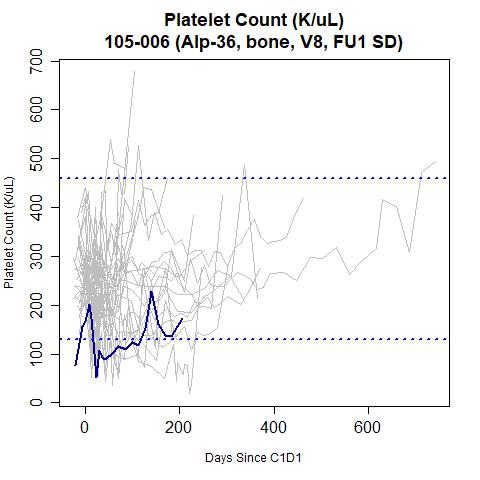 Platelet Count (K/uL)
105-006 (Alp-36, bone, V8, FU1 SD)
Platelet Count (K/uL)
700
600
500
400
300
200
100
0
0 200 400 600
Days Since C1D1